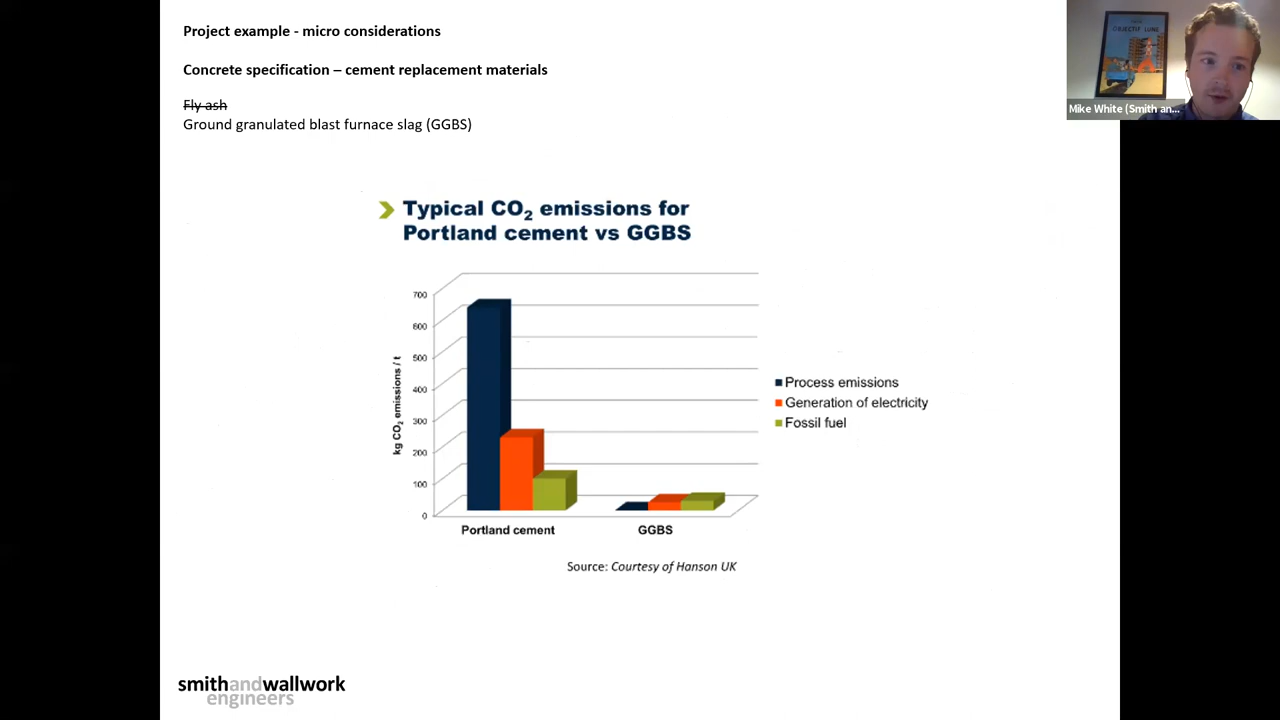 Project example - micro considerations
Concrete specification – cement replacement materials
Fly ash
Ground granulated blast furnace slag (GGBS)
OBJECTIF LUNE
Mike White (Smith an...
Typical CO₂ emissions for
Portland cement vs GGBS
700
600
500
400
300
200
100
0
kg CO₂ emissions / t
Portland cement
GGBS
Process emissions
Generation of electricity
Fossil fuel
Source: Courtesy of Hanson UK
smithandwallwork
engineers